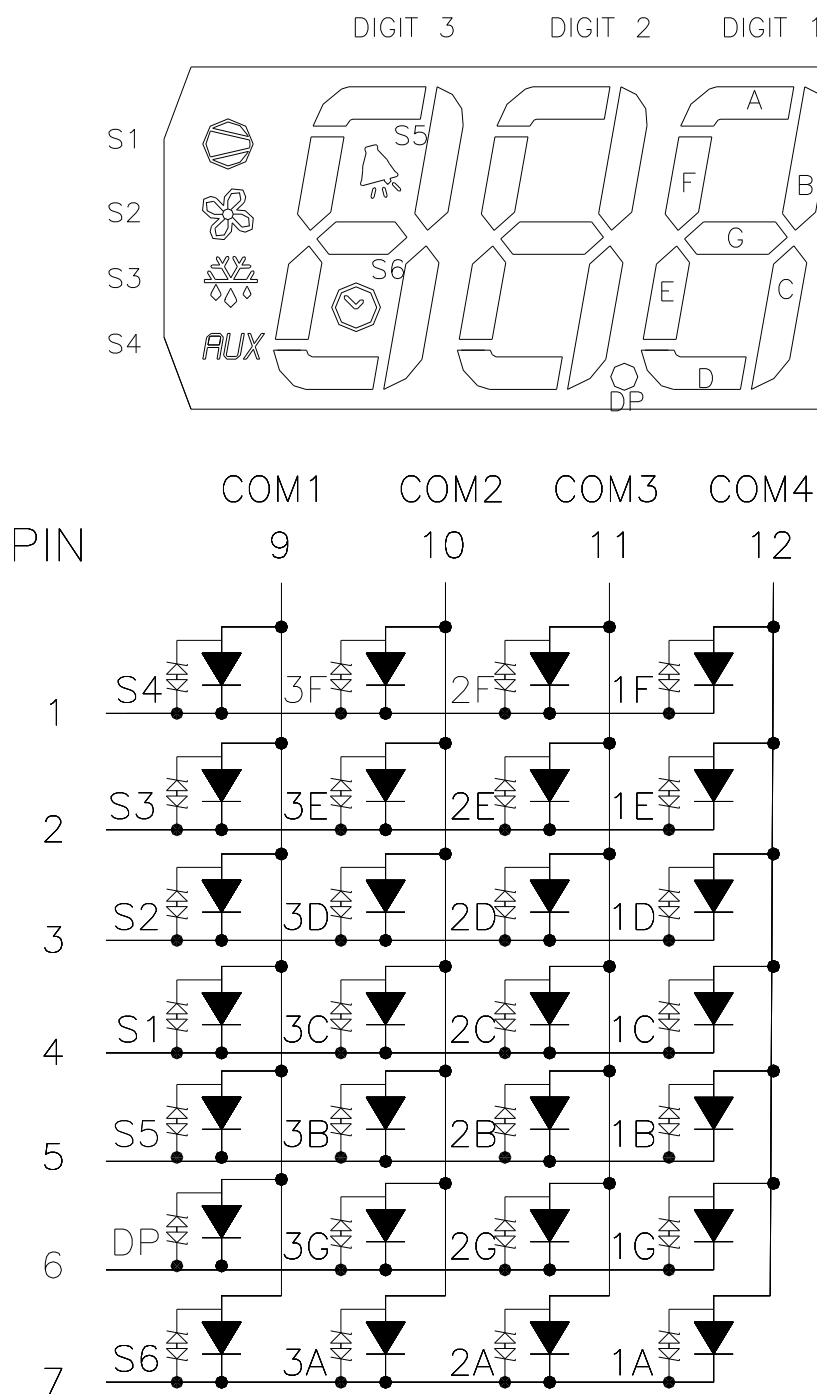 DIGIT 3 DIGIT 2 DIGIT 1
A
S1 S5
F B
S2
G
S3 S6
E C
S4 AUX
D
DP
COM1 COM2 COM3 COM4
PIN 9 10 11 12
1 S4 3F 2F 1F
2 S3 3E 2E 1E
3 S2 3D 2D 1D
4 S1 3C 2C 1C
5 S5 3B 2B 1B
6 DP 3G 2G 1G
7 S6 3A 2A 1A